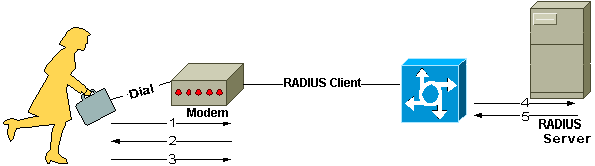 Dial
Modem
RADIUS Client
1
2
3
4
5
RADIUS
Server